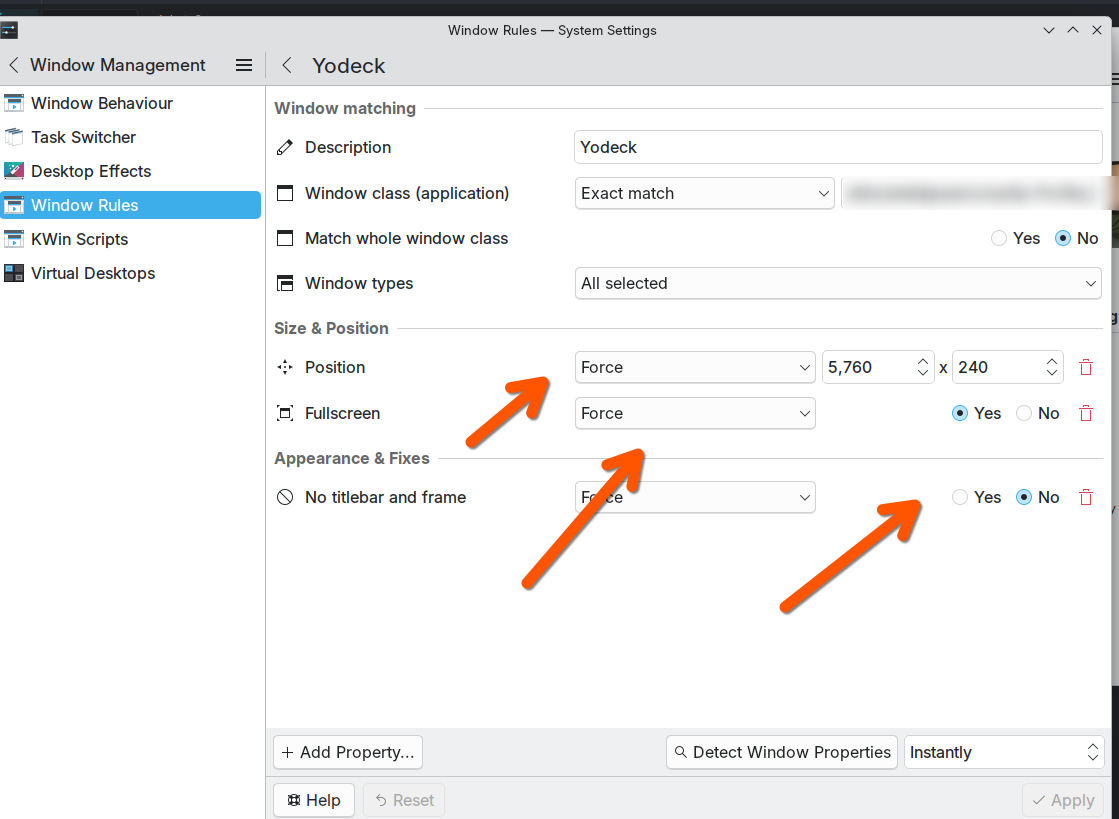 Window Rules — System Settings
Window Management
Yodeck
Window Behaviour
Task Switcher
Desktop Effects
Window Rules
KWin Scripts
Virtual Desktops
Window matching
Description Yodeck
Window class (application) Exact match
Match whole window class Yes No
Window types All selected
Size & Position
Position Force 5,760 x 240
Fullscreen Force Yes No
Appearance & Fixes
No titlebar and frame Force Yes No
Add Property... Detect Window Properties Instantly
Help Reset Apply